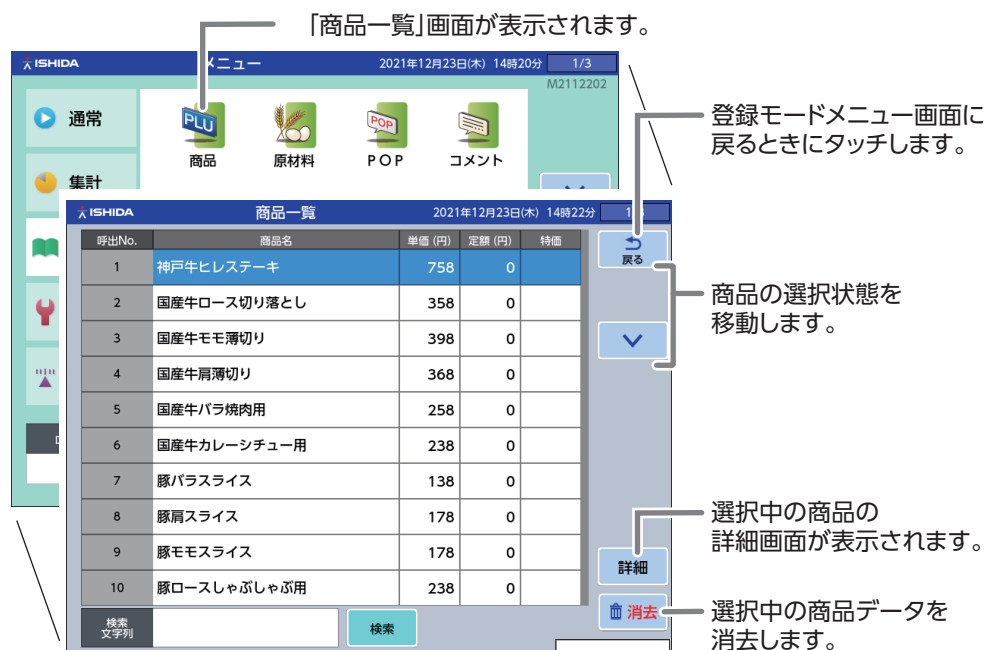 「商品一覧」画面が表示されます。
ISHIDA メニュー 2021年12月23日(木) 14時20分 1/3
M2112202
通常
商品 原材料 POP コメント
PLU POP
集計
登録モードメニュー画面に
戻るときにタッチします。
ISHIDA 商品一覧 2021年12月23日(木) 14時22分
呼出No. 商品名 単価(円) 定額(円) 特価
1 神戸牛ヒレステーキ 758 0
2 国産牛ロース切り落とし 358 0
3 国産牛モモ薄切り 398 0
4 国産牛肩薄切り 368 0
5 国産牛バラ焼肉用 258 0
6 国産牛カレーシチュー用 238 0
7 豚バラスライス 138 0
8 豚肩スライス 178 0
9 豚モモスライス 178 0
10 豚ロースしゃぶしゃぶ用 238 0
戻る
商品の選択状態を
移動します。
詳細
選択中の商品の
詳細画面が表示されます。
消去
選択中の商品データを
消去します。
検索
文字列
検索